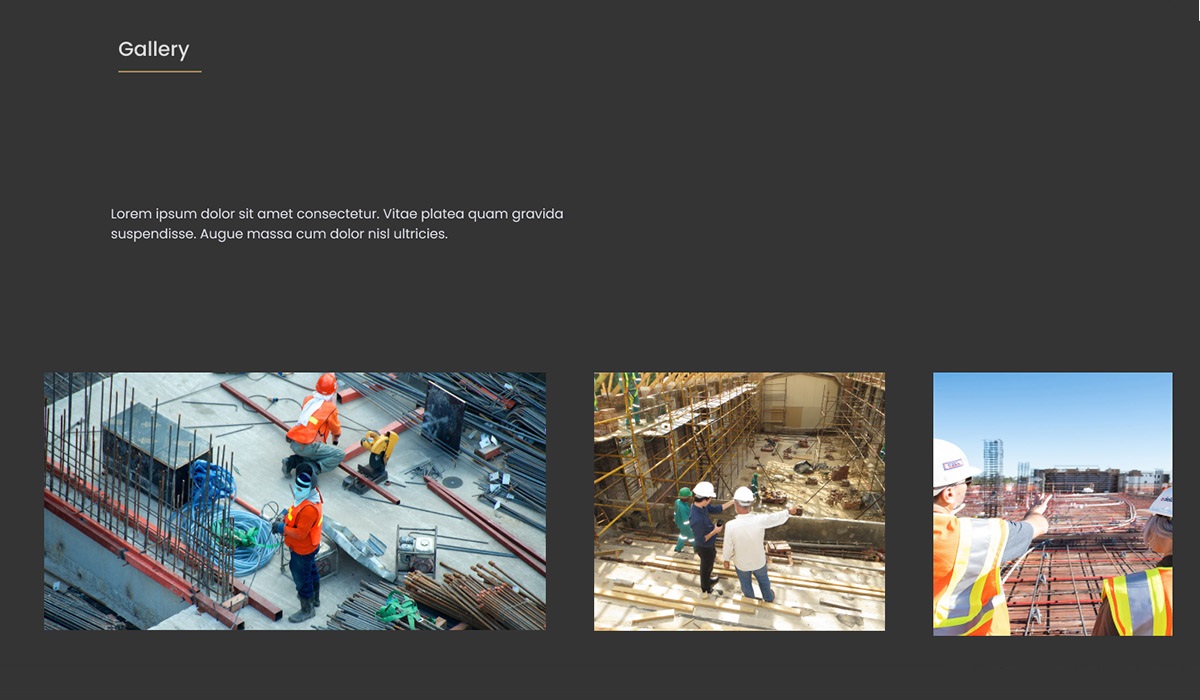 Gallery
Lorem ipsum dolor sit amet consectetur. Vitae platea quam gravida
suspendisse. Augue massa cum dolor nisl ultricies.